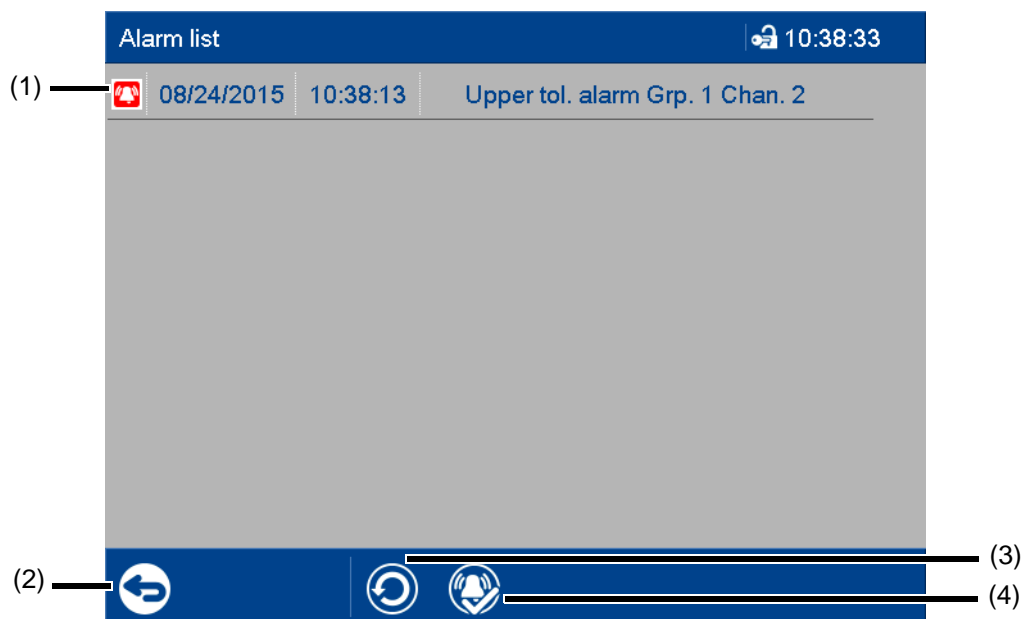 Alarm list 10:38:33
(1) 08/24/2015 10:38:13 Upper tol. alarm Grp. 1 Chan. 2
(3)
(2)
(4)